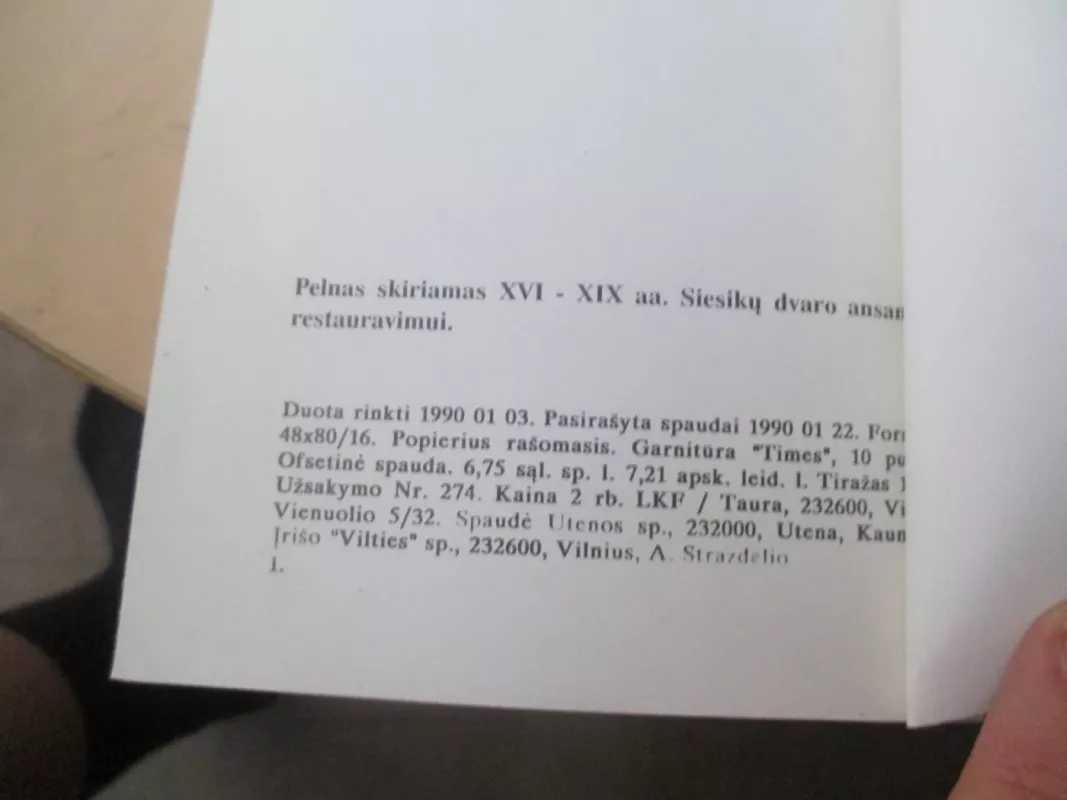 Pelnas skiriamas XVI - XIX aa. Siesikų dvaro
restauravimui.
Duota rinkti 1990 01 03. Pasirašyta spaudai 1990 01 22.
48x80/16. Popierius rašomasis. Garnitūra "Times", 10
Ofsetinė spauda. 6,75 sąl. sp. l. 7,21 apsk. leid. l. Tiražas
Užsakymo Nr. 274. Kaina 2 rb. LKF / Taura, 232600,
Vienuolio 5/32. Spaudė Utenos sp., 232000, Utena,
Įrišo "Vilties" sp., 232600, Vilnius, A. Strazdelio
1.